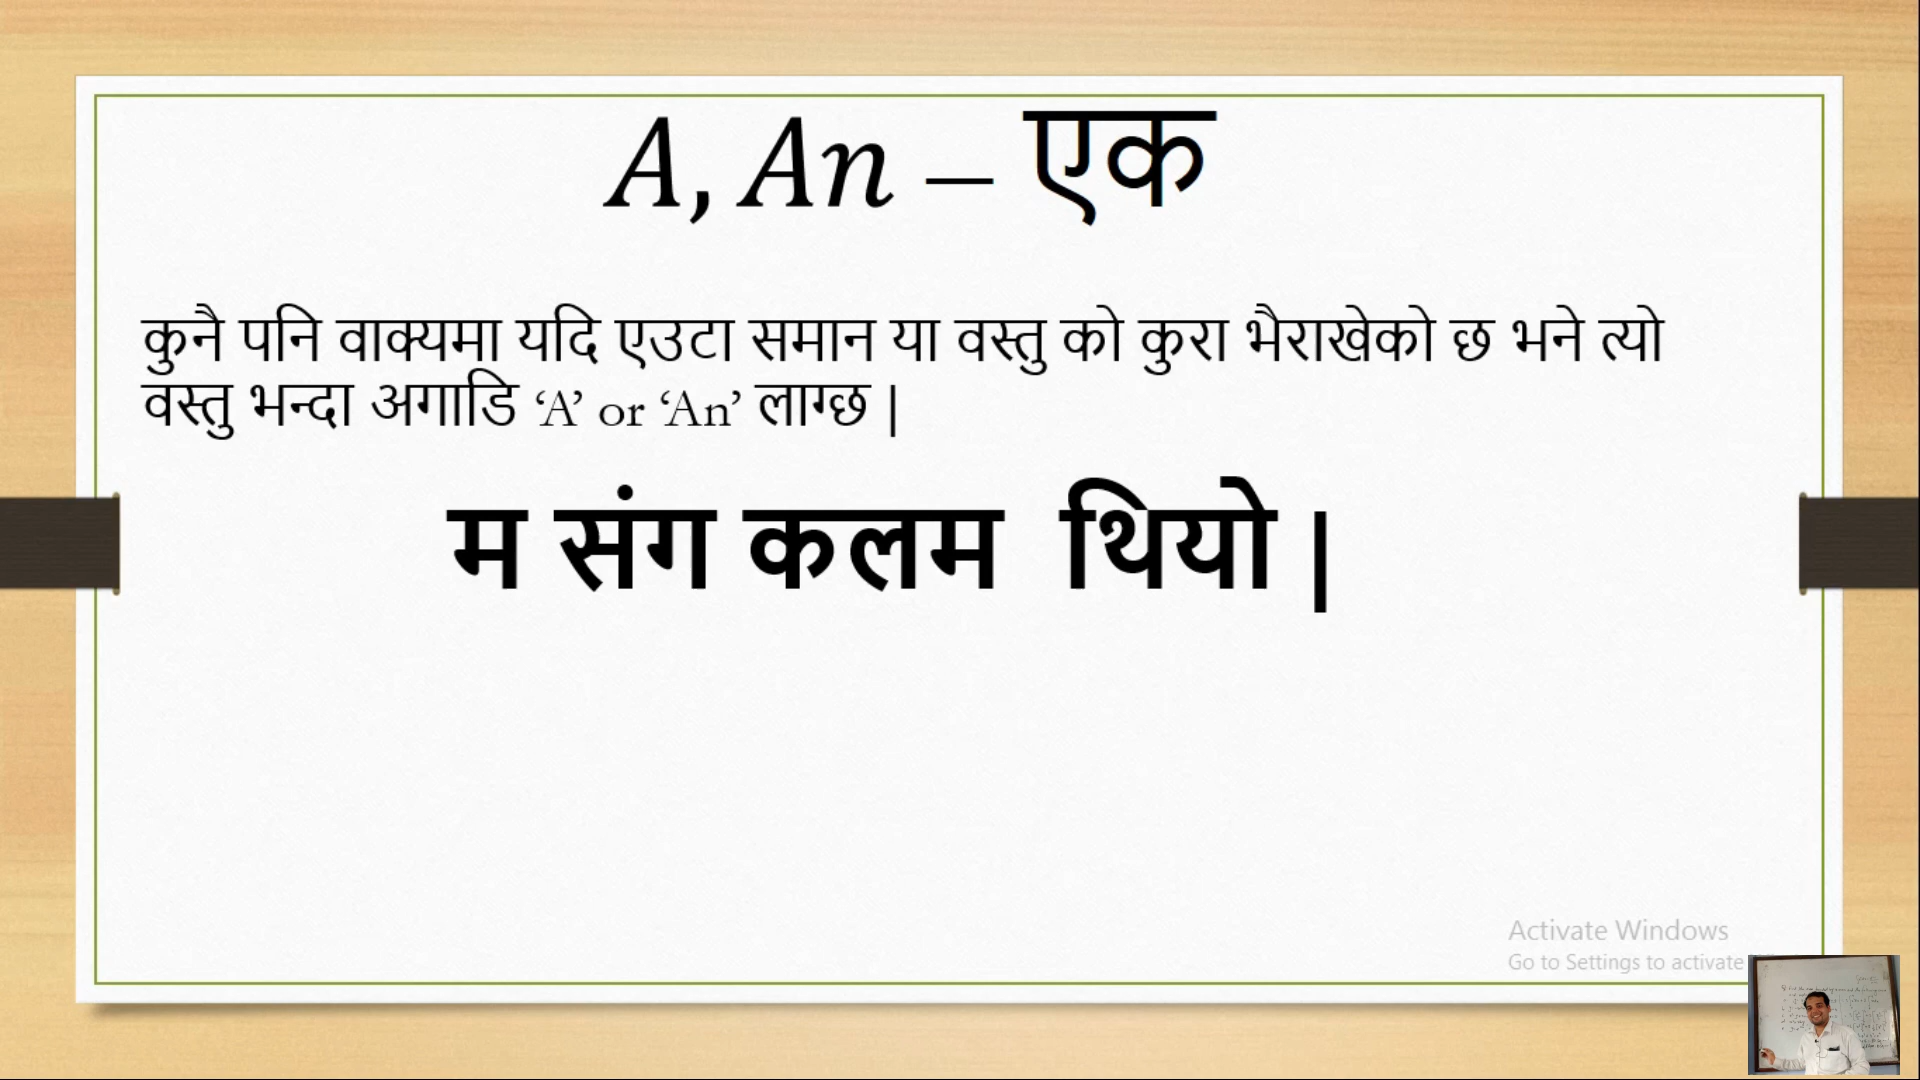 A, An – एक
कुनै पनि वाक्यमा यदि एउटा समान या वस्तु को कुरा भैराखेको छ भने त्यो
वस्तु भन्दा अगाडि ‘A’ or ‘An’ लाग्छ |
म संग कलम थियो |
Activate Windows
Go to Settings to activate